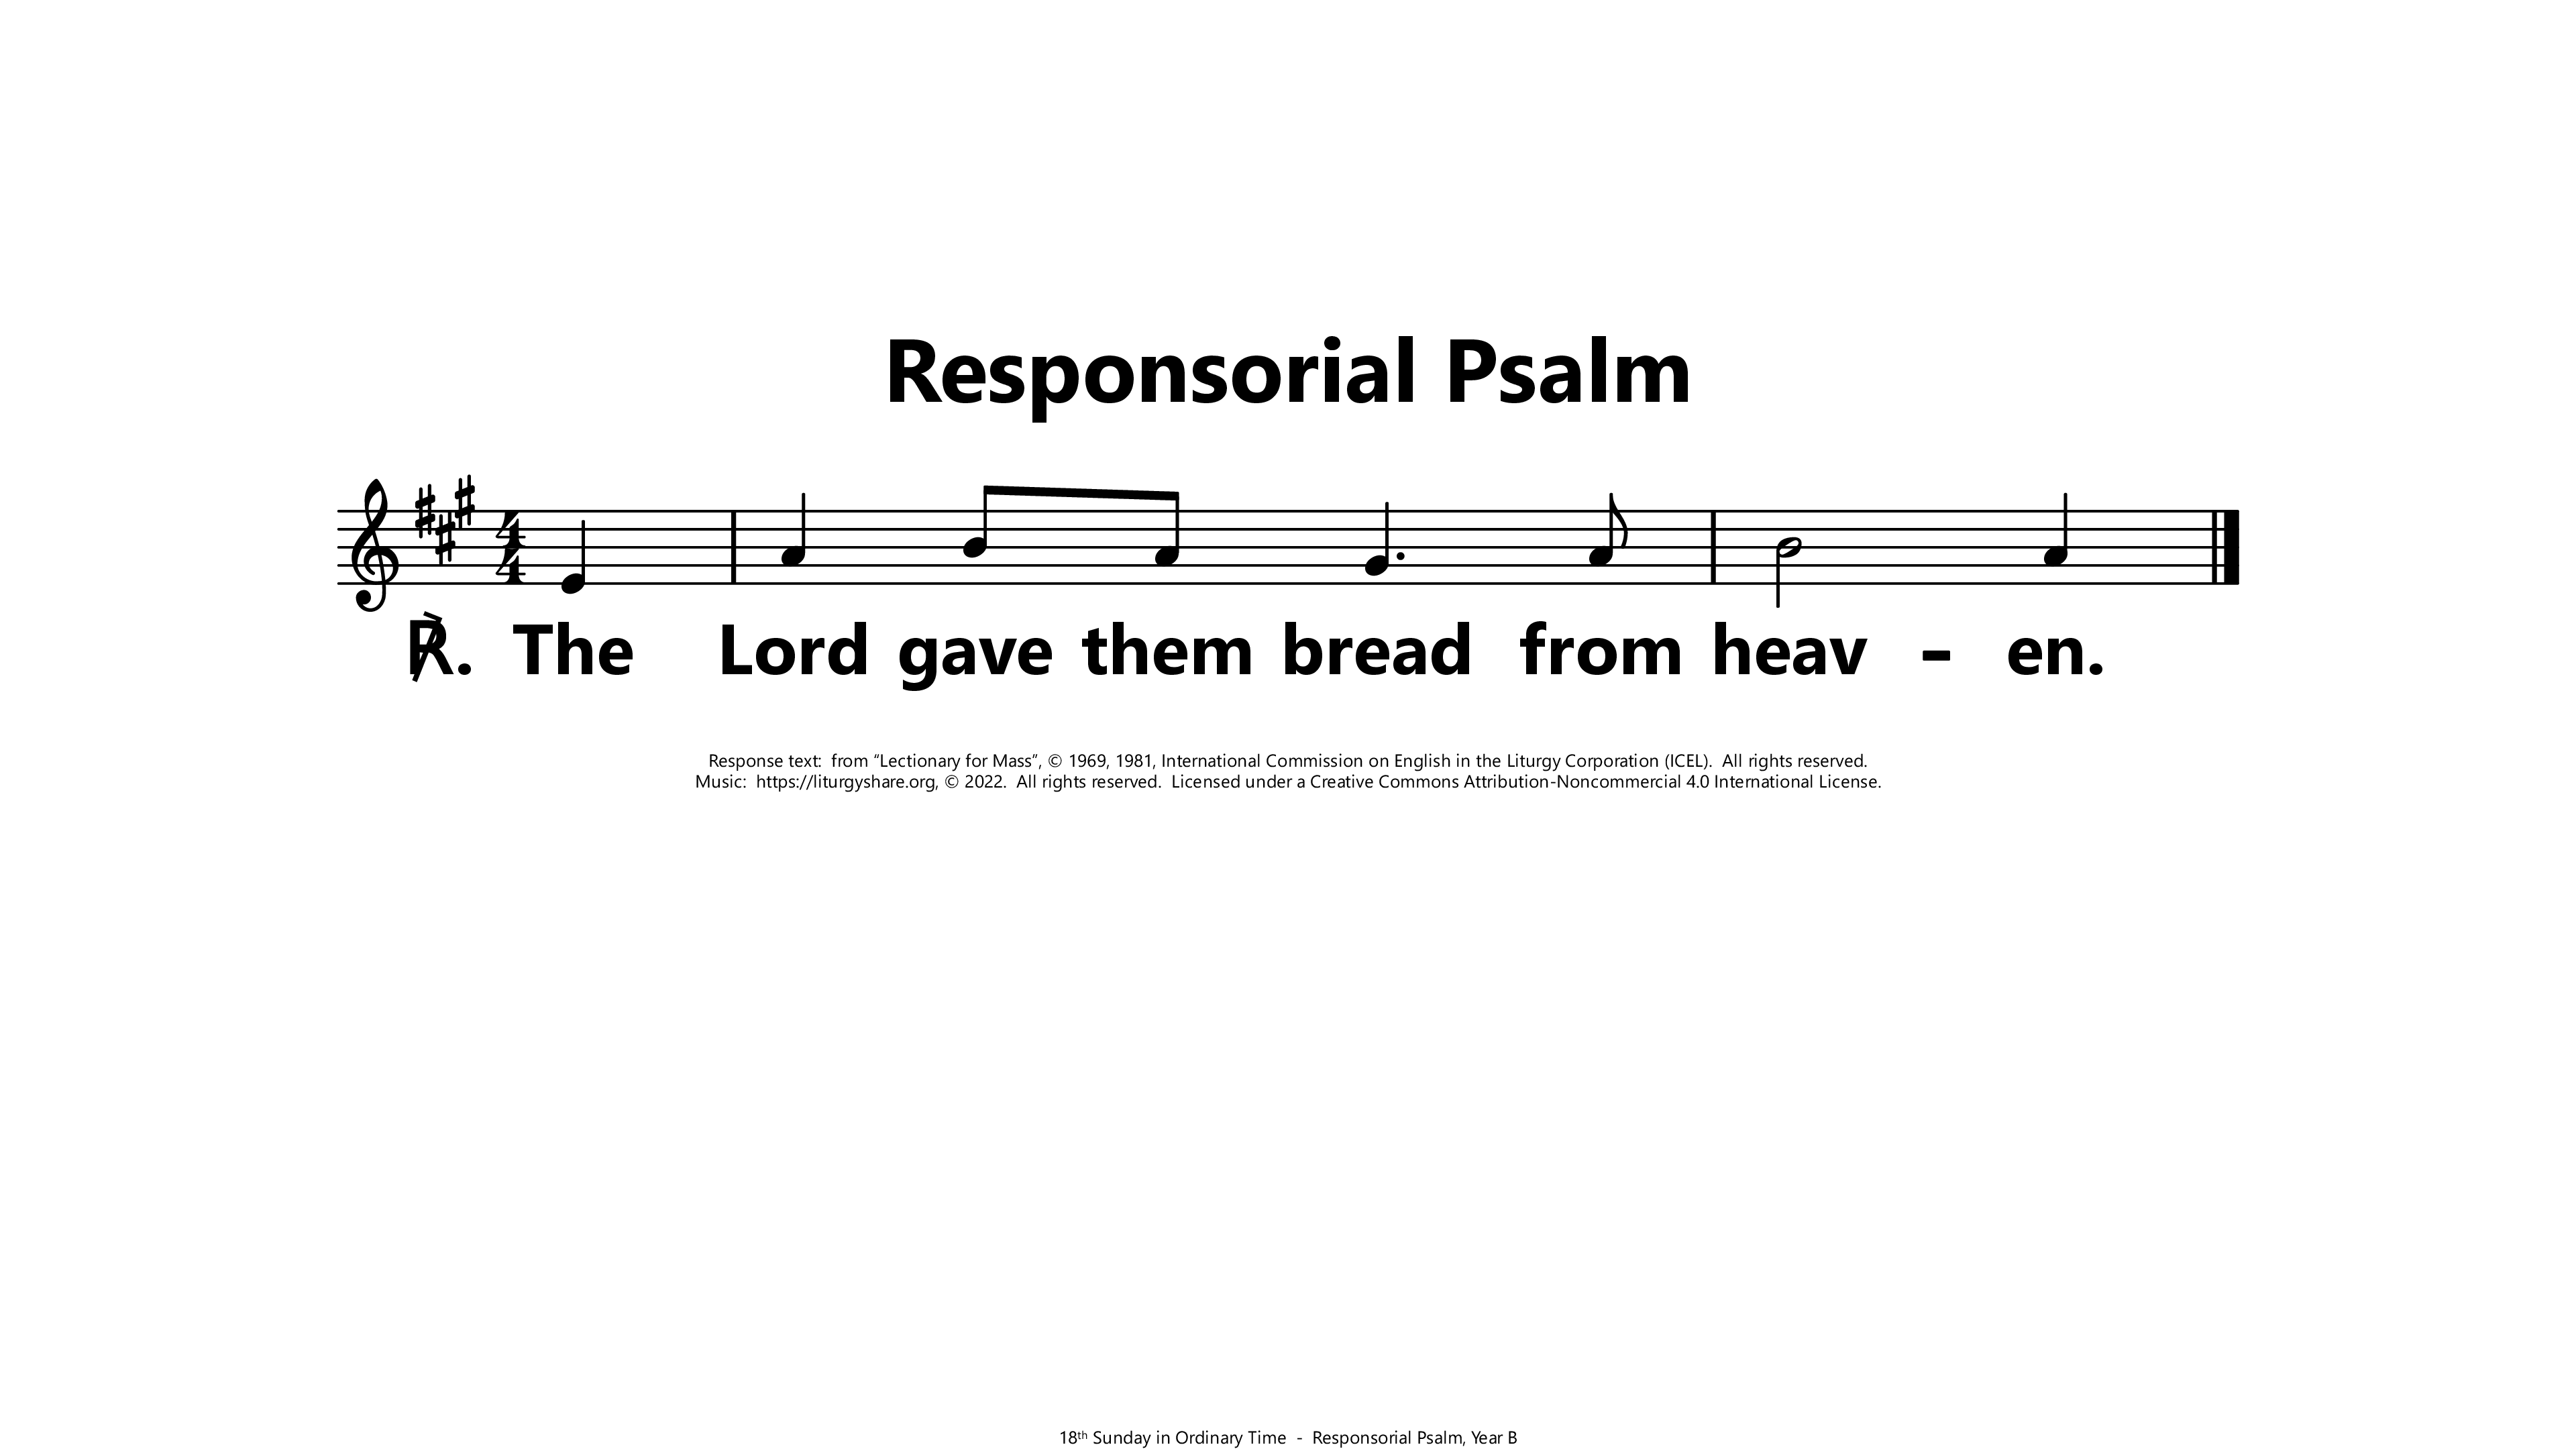 Responsorial Psalm
℟. The Lord gave them bread from heav - en.
Response text:  from “Lectionary for Mass”, © 1969, 1981, International Commission on English in the Liturgy Corporation (ICEL).  All rights reserved.
Music:  https://liturgyshare.org, © 2022.  All rights reserved.  Licensed under a Creative Commons Attribution-Noncommercial 4.0 International License.
18th Sunday in Ordinary Time  -  Responsorial Psalm, Year B